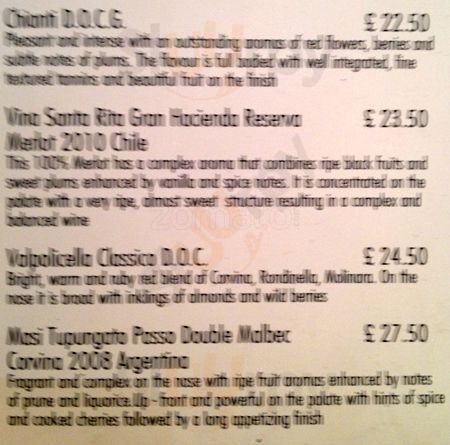 Chianti D.O.C.G. £22.50
Pleasant and intense with an outstanding aromas of red flowers, berries and
subtle notes of plums. The flavour is full bodied with well integrated, fine
textured tannins and beautiful fruit on the finish
Vina Santa Rita Gran Hacienda Reserva £23.50
Merlot 2010 Chile
This 100% Merlot has a complex aroma that combines ripe black fruits and
sweet plums enhanced by vanilla and spice notes. It is concentrated on the
palate with a very ripe, almost sweet structure resulting in a complex and
balanced wine
Valpolicella Classico D.O.C. £24.50
Bright, warm and ruby red blend of Corvina, Rondinella, Molinara. On the
nose it is broad with inklings of almonds and wild berries
Masi Tupungato Passo Double Malbec £27.50
Corvina 2008 Argentina
Fragrant and complex on the nose with ripe fruit aromas enhanced by notes
of prune and liquorice.Up - front and powerful on the palate with hints of spice
and cooked cherries followed by a long appetizing finish